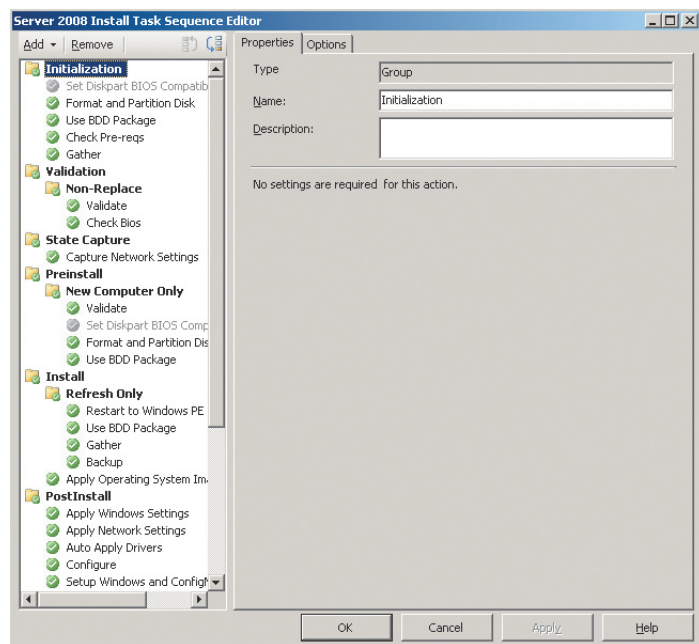 Server 2008 Install Task Sequence Editor
Add
Remove
Initialization
Set Diskpart BIOS Compatib
Format and Partition Disk
Use BDD Package
Check Pre-reqs
Gather
Validation
Non-Replace
Validate
Check Bios
State Capture
Capture Network Settings
Preinstall
New Computer Only
Validate
Set Diskpart BIOS Comp
Format and Partition Dis
Use BDD Package
Install
Refresh Only
Restart to Windows PE
Use BDD Package
Gather
Backup
Apply Operating System Im
PostInstall
Apply Windows Settings
Apply Network Settings
Auto Apply Drivers
Configure
Setup Windows and Config
Properties
Options
Type
Group
Name:
Initialization
Description:
No settings are required for this action.
OK
Cancel
Apply
Help